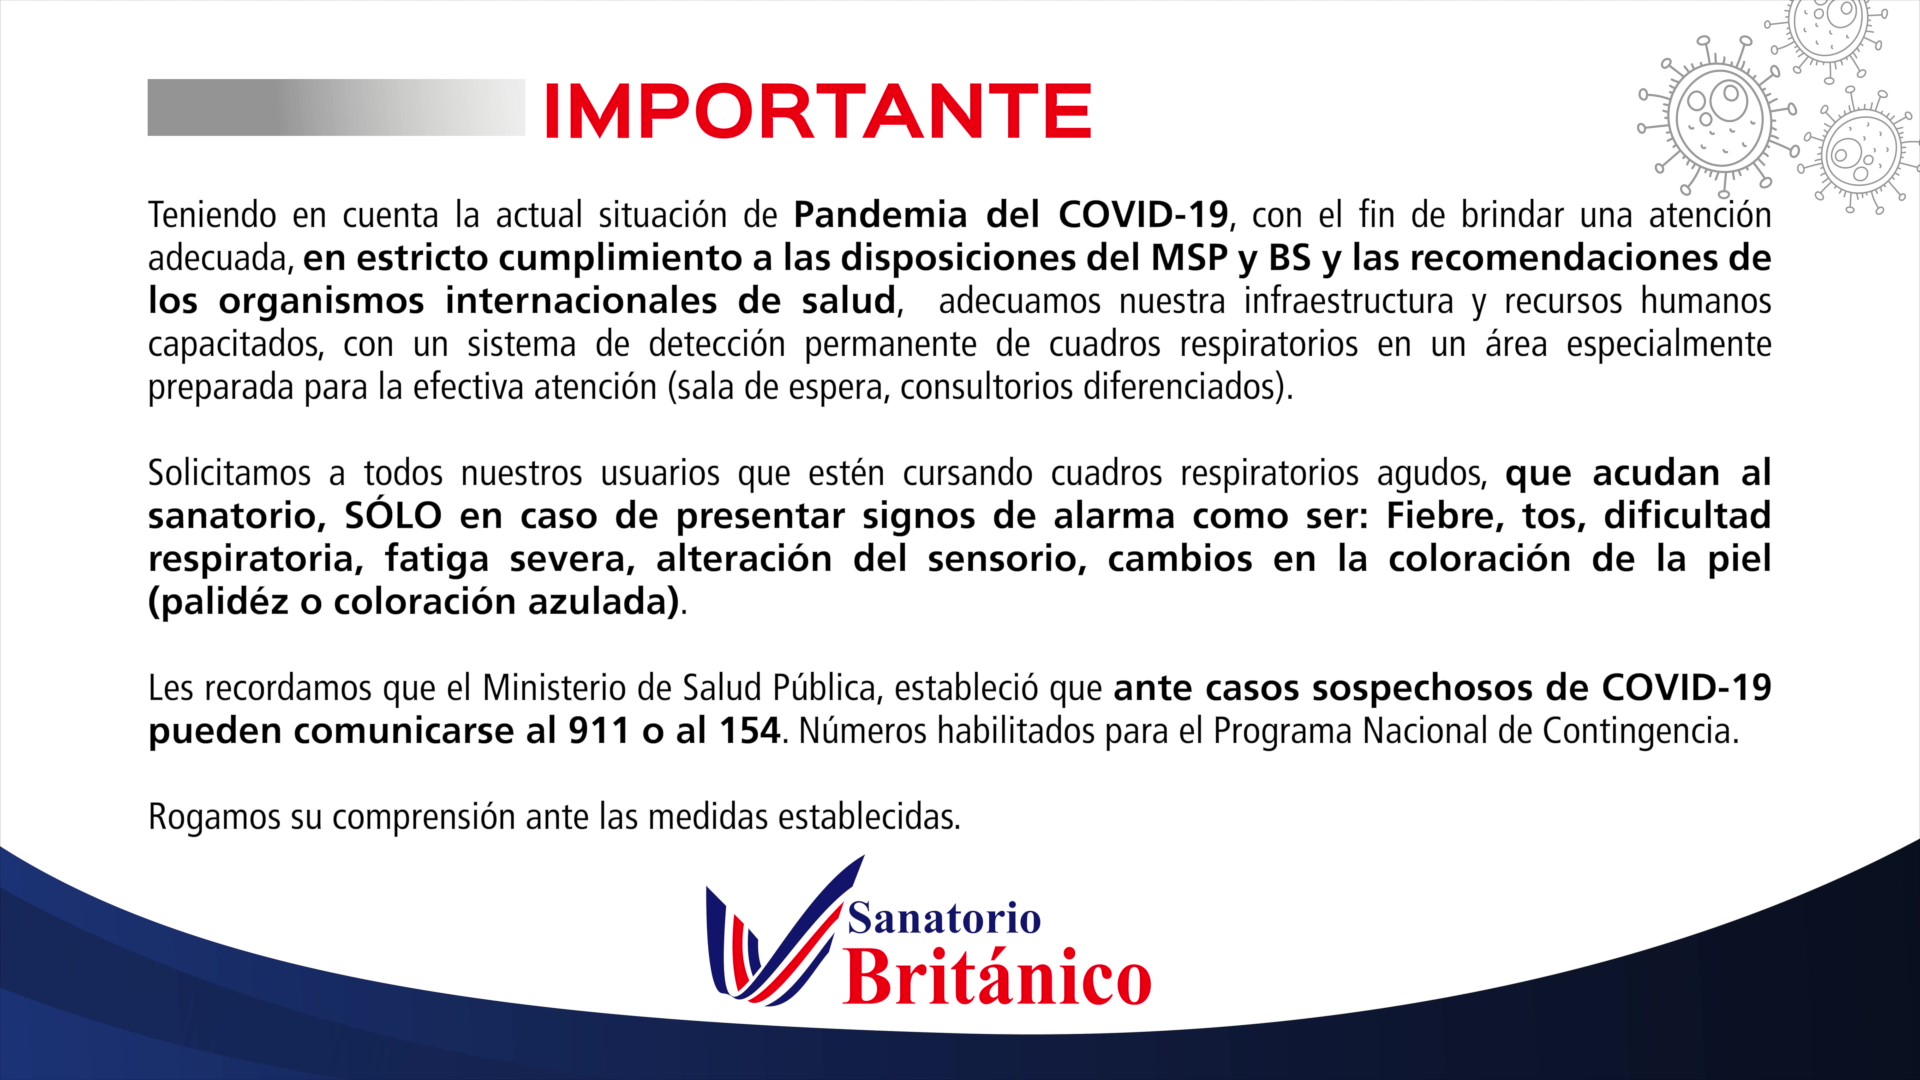 IMPORTANTE
Teniendo en cuenta la actual situación de Pandemia del COVID-19, con el fin de brindar una atención
adecuada, en estricto cumplimiento a las disposiciones del MSP y BS y las recomendaciones de
los organismos internacionales de salud, adecuamos nuestra infraestructura y recursos humanos
capacitados, con un sistema de detección permanente de cuadros respiratorios en un área especialmente
preparada para la efectiva atención (sala de espera, consultorios diferenciados).
Solicitamos a todos nuestros usuarios que estén cursando cuadros respiratorios agudos, que acudan al
sanatorio, SÓLO en caso de presentar signos de alarma como ser: Fiebre, tos, dificultad
respiratoria, fatiga severa, alteración del sensorio, cambios en la coloración de la piel
(palidéz o coloración azulada).
Les recordamos que el Ministerio de Salud Pública, estableció que ante casos sospechosos de COVID-19
pueden comunicarse al 911 o al 154. Números habilitados para el Programa Nacional de Contingencia.
Rogamos su comprensión ante las medidas establecidas.
Sanatorio
Británico